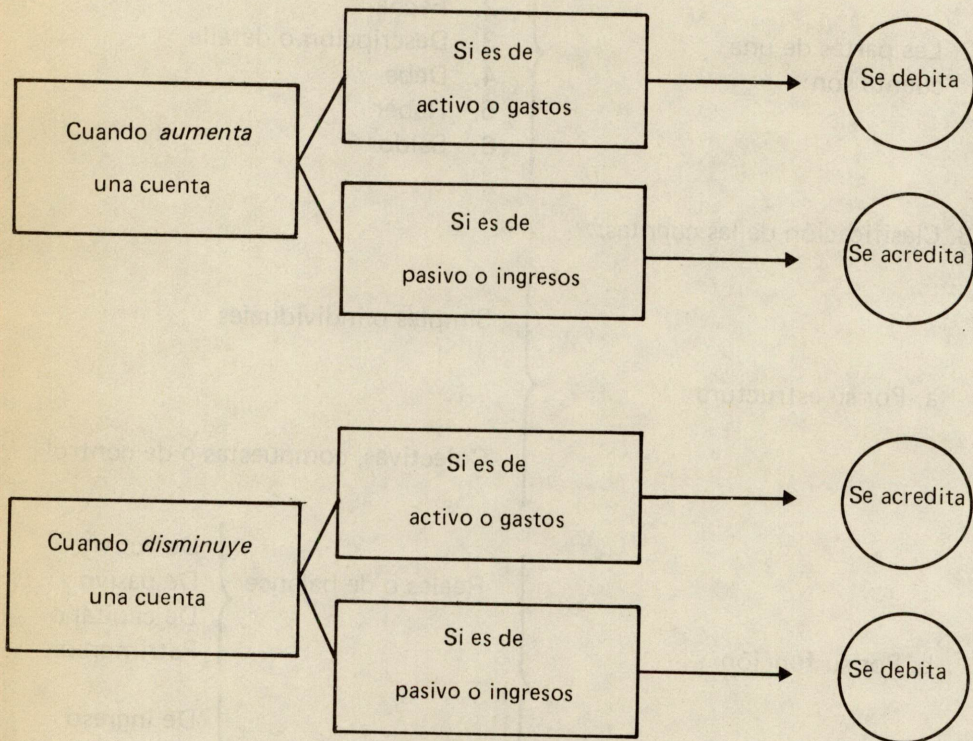 Cuando aumenta
una cuenta
Si es de
activo o gastos
Se debita
Si es de
pasivo o ingresos
Se acredita
Cuando disminuye
una cuenta
Si es de
activo o gastos
Se acredita
Si es de
pasivo o ingresos
Se debita